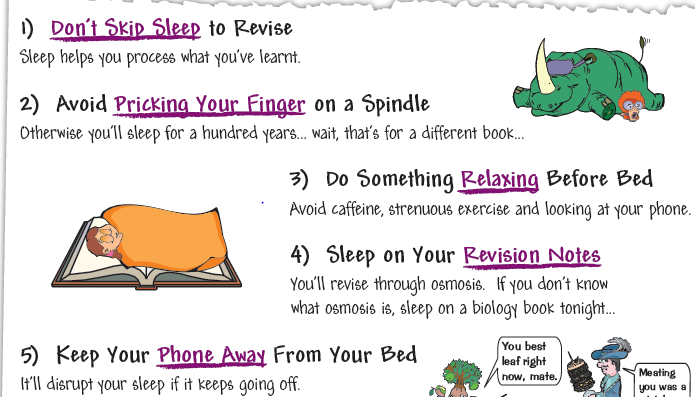 1) Don't Skip Sleep to Revise
Sleep helps you process what you've learnt.
2) Avoid Pricking Your Finger on a Spindle
Otherwise you'll sleep for a hundred years... wait, that's for a different book...
3) Do Something Relaxing Before Bed
Avoid caffeine, strenuous exercise and looking at your phone.
4) Sleep on Your Revision Notes
You'll revise through osmosis. If you don't know
what osmosis is, sleep on a biology book tonight...
5) Keep Your Phone Away From Your Bed
It'll disrupt your sleep if it keeps going off.
You best
leaf right
now, mate.
Meating
you was a